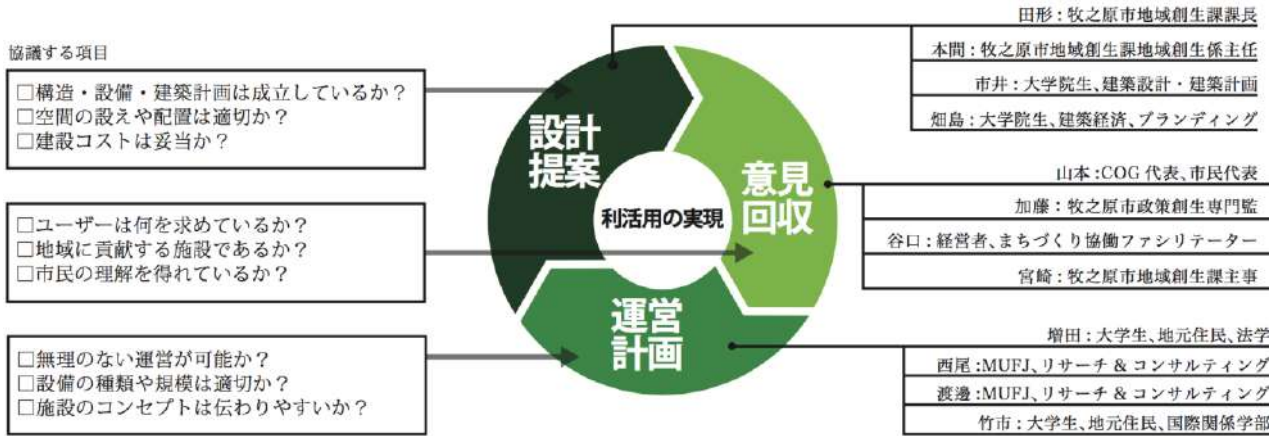 協議する項目
□構造・設備・建築計画は成立しているか?
□空間の設えや配置は適切か?
□建設コストは妥当か?
□ユーザーは何を求めているか?
□地域に貢献する施設であるか?
□市民の理解を得れているか?
□無理のない運営が可能か?
□設備の種類や規模は適切か?
□施設のコンセプトは伝わりやすいか?
設計
提案
意見
回収
利活用の実現
運営
計画
田形:牧之原市地域創生課課長
本間:牧之原市地域創生課地域創生係主任
市井:大学院生、建築設計・建築計画
畑島:大学院生、建築経済、ブランディング
山本:COG 代表、市民代表
加藤:牧之原市政策創生専門監
谷口:経営者、まちづくり協働ファシリテーター
宮崎:牧之原市地域創生課主事
増田:大学生、地元住民、法学
西尾:MUFJ、リサーチ & コンサルティング
渡邊:MUFJ、リサーチ & コンサルティング
竹市:大学生、地元住民、国際関係学部